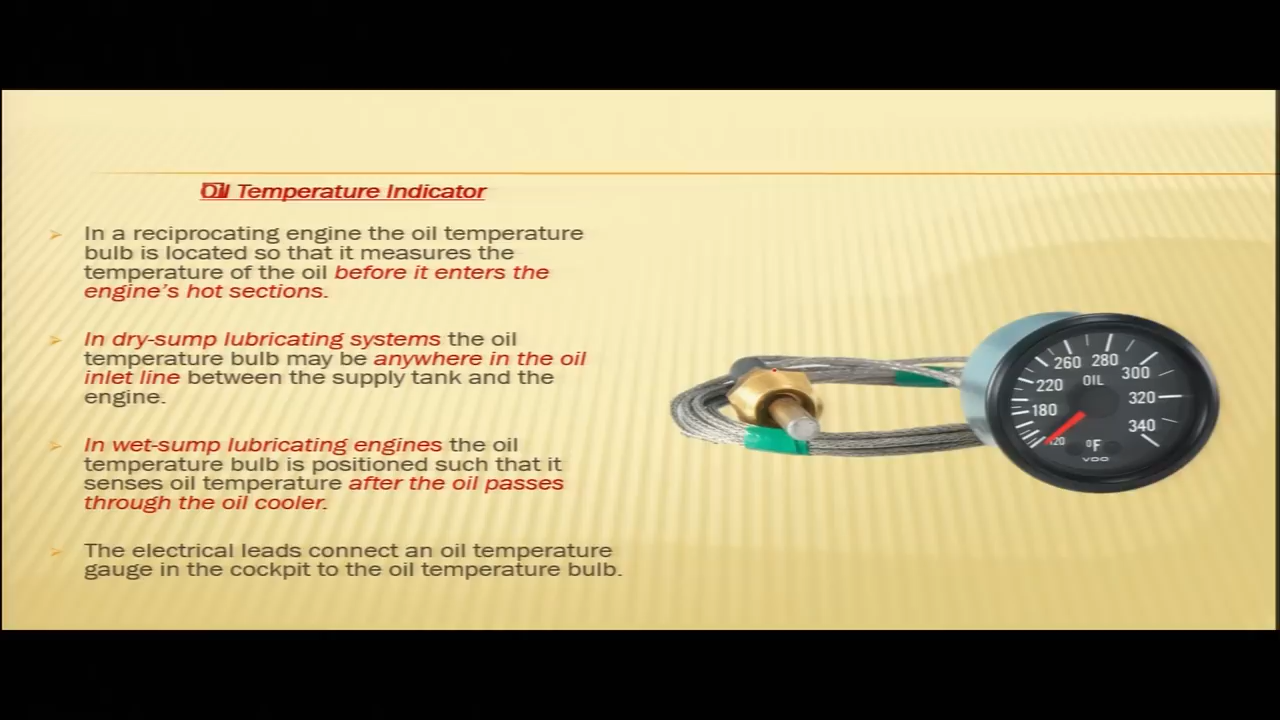 Oil Temperature Indicator
In a reciprocating engine the oil temperature
bulb is located so that it measures the
temperature of the oil before it enters the
engine's hot sections.
In dry-sump lubricating systems the oil
temperature bulb may be anywhere in the oil
inlet line between the supply tank and the
engine.
In wet-sump lubricating engines the oil
temperature bulb is positioned such that it
senses oil temperature after the oil passes
through the oil cooler.
The electrical leads connect an oil temperature
gauge in the cockpit to the oil temperature bulb.
260 280
220 OIL 300
180 320
120 340
°F
VDO